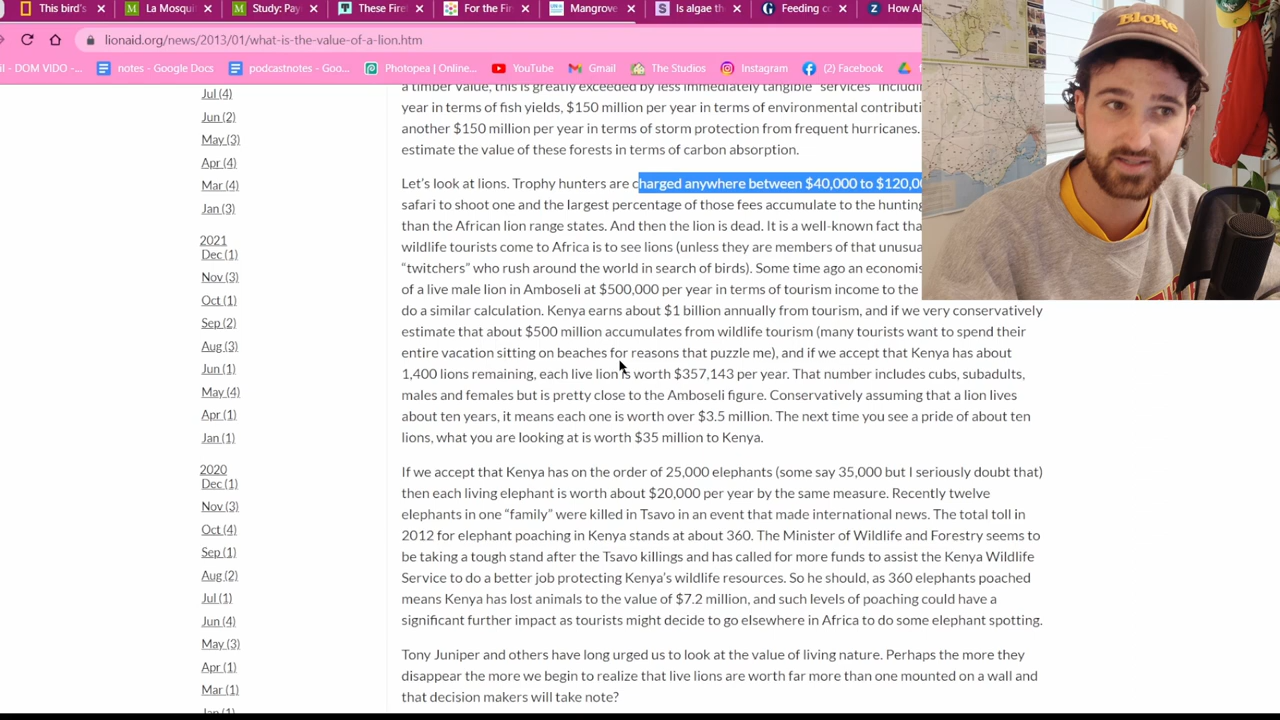 This bird's
La Mosqui
Study: Pay
These Fire
For the Fir
Mangrove
Is algae th
Feeding co
How Al
lionaid.org/news/2013/01/what-is-the-value-of-a-lion.htm
il - DOM VIDO ...
notes - Google Docs
podcastnotes - Goo...
Photopea | Online...
YouTube
Gmail
The Studios
Instagram
(2) Facebook
Bloke
Jul (4)
Jun (2)
May (3)
Apr (4)
Mar (4)
Jan (3)
2021
Dec (1)
Nov (3)
Oct (1)
Sep (2)
Aug (3)
Jun (1)
May (4)
Apr (1)
Jan (1)
2020
Dec (1)
Nov (3)
Oct (4)
Sep (1)
Aug (2)
Jul (1)
Jun (4)
May (3)
Apr (1)
Mar (1)
Jan (1)
a timber value, this is greatly exceeded by less immediately tangible "services" includin
year in terms of fish yields, $150 million per year in terms of environmental contributi
another $150 million per year in terms of storm protection from frequent hurricanes.
estimate the value of these forests in terms of carbon absorption.
Let's look at lions. Trophy hunters are charged anywhere between $40,000 to $120,00
safari to shoot one and the largest percentage of those fees accumulate to the hunting
than the African lion range states. And then the lion is dead. It is a well-known fact tha
wildlife tourists come to Africa is to see lions (unless they are members of that unusua
"twitchers" who rush around the world in search of birds). Some time ago an economis
of a live male lion in Amboseli at $500,000 per year in terms of tourism income to the
do a similar calculation. Kenya earns about $1 billion annually from tourism, and if we very conservatively
estimate that about $500 million accumulates from wildlife tourism (many tourists want to spend their
entire vacation sitting on beaches for reasons that puzzle me), and if we accept that Kenya has about
1,400 lions remaining, each live lion is worth $357,143 per year. That number includes cubs, subadults,
males and females but is pretty close to the Amboseli figure. Conservatively assuming that a lion lives
about ten years, it means each one is worth over $3.5 million. The next time you see a pride of about ten
lions, what you are looking at is worth $35 million to Kenya.
If we accept that Kenya has on the order of 25,000 elephants (some say 35,000 but I seriously doubt that)
then each living elephant is worth about $20,000 per year by the same measure. Recently twelve
elephants in one "family" were killed in Tsavo in an event that made international news. The total toll in
2012 for elephant poaching in Kenya stands at about 360. The Minister of Wildlife and Forestry seems to
be taking a tough stand after the Tsavo killings and has called for more funds to assist the Kenya Wildlife
Service to do a better job protecting Kenya's wildlife resources. So he should, as 360 elephants poached
means Kenya has lost animals to the value of $7.2 million, and such levels of poaching could have a
significant further impact as tourists might decide to go elsewhere in Africa to do some elephant spotting.
Tony Juniper and others have long urged us to look at the value of living nature. Perhaps the more they
disappear the more we begin to realize that live lions are worth far more than one mounted on a wall and
that decision makers will take note?